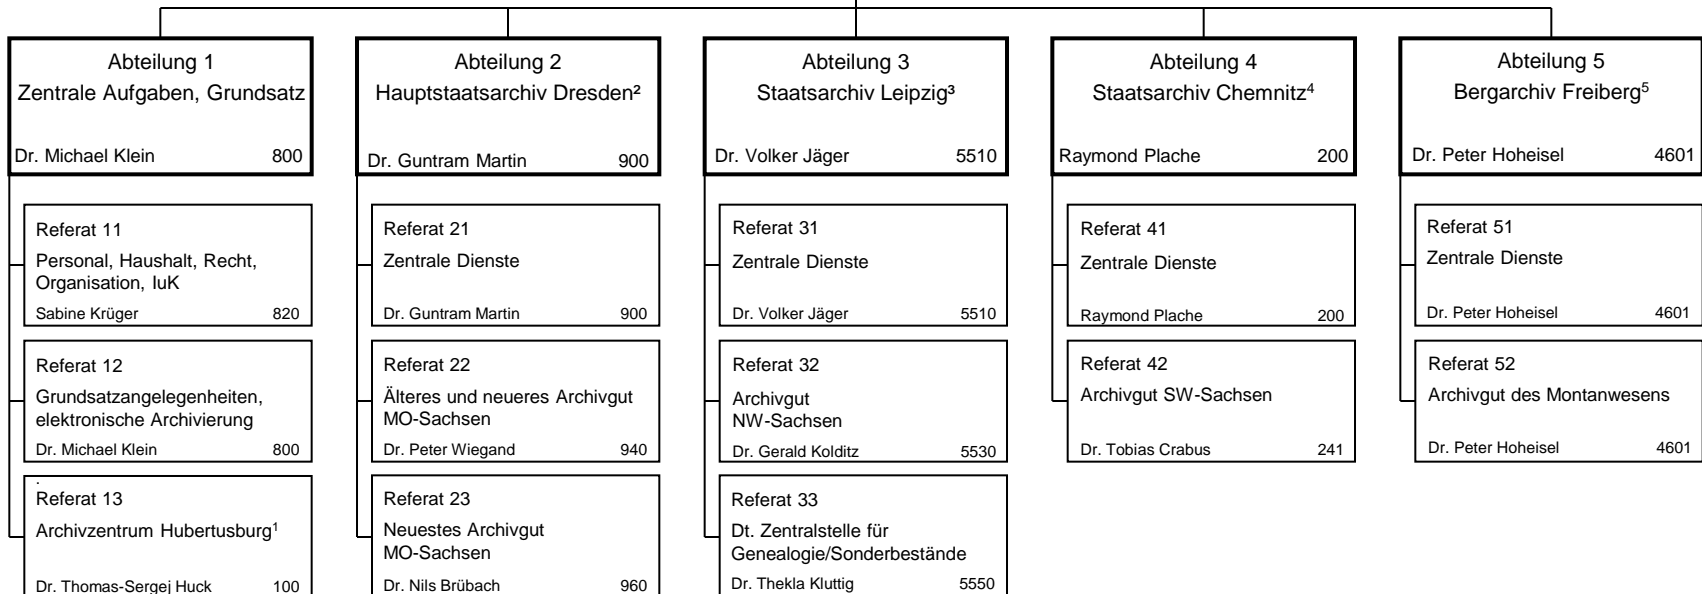 Abteilung 1
Zentrale Aufgaben, Grundsatz
Dr. Michael Klein 800
Referat 11
Personal, Haushalt, Recht,
Organisation, IuK
Sabine Krüger 820
Referat 12
Grundsatzangelegenheiten,
elektronische Archivierung
Dr. Michael Klein 800
Referat 13
Archivzentrum Hubertusburg¹
Dr. Thomas-Sergej Huck 100
Abteilung 2
Hauptstaatsarchiv Dresden²
Dr. Guntram Martin 900
Referat 21
Zentrale Dienste
Dr. Guntram Martin 900
Referat 22
Älteres und neueres Archivgut
MO-Sachsen
Dr. Peter Wiegand 940
Referat 23
Neuestes Archivgut
MO-Sachsen
Dr. Nils Brübach 960
Abteilung 3
Staatsarchiv Leipzig³
Dr. Volker Jäger 5510
Referat 31
Zentrale Dienste
Dr. Volker Jäger 5510
Referat 32
Archivgut
NW-Sachsen
Dr. Gerald Kolditz 5530
Referat 33
Dt. Zentralstelle für
Genealogie/Sonderbestände
Dr. Thekla Kluttig 5550
Abteilung 4
Staatsarchiv Chemnitz⁴
Raymond Plache 200
Referat 41
Zentrale Dienste
Raymond Plache 200
Referat 42
Archivgut SW-Sachsen
Dr. Tobias Crabus 241
Abteilung 5
Bergarchiv Freiberg⁵
Dr. Peter Hoheisel 4601
Referat 51
Zentrale Dienste
Dr. Peter Hoheisel 4601
Referat 52
Archivgut des Montanwesens
Dr. Peter Hoheisel 4601